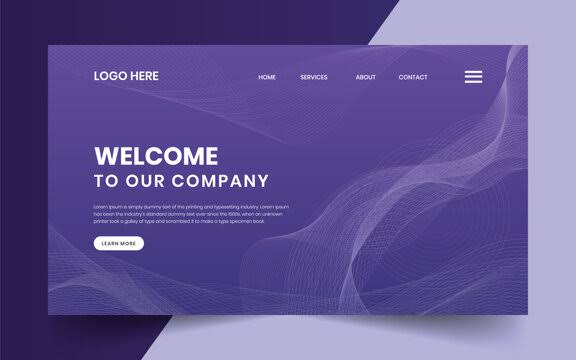 LOGO HERE
HOME SERVICES ABOUT CONTACT
WELCOME
TO OUR COMPANY
Lorem Ipsum is simply dummy text of the printing and typesetting
industry. Lorem Ipsum has been the industry's standard dummy
text ever since the 1500s, when an unknown printer took a galley
of type and scrambled it to make a type
LEARN MORE